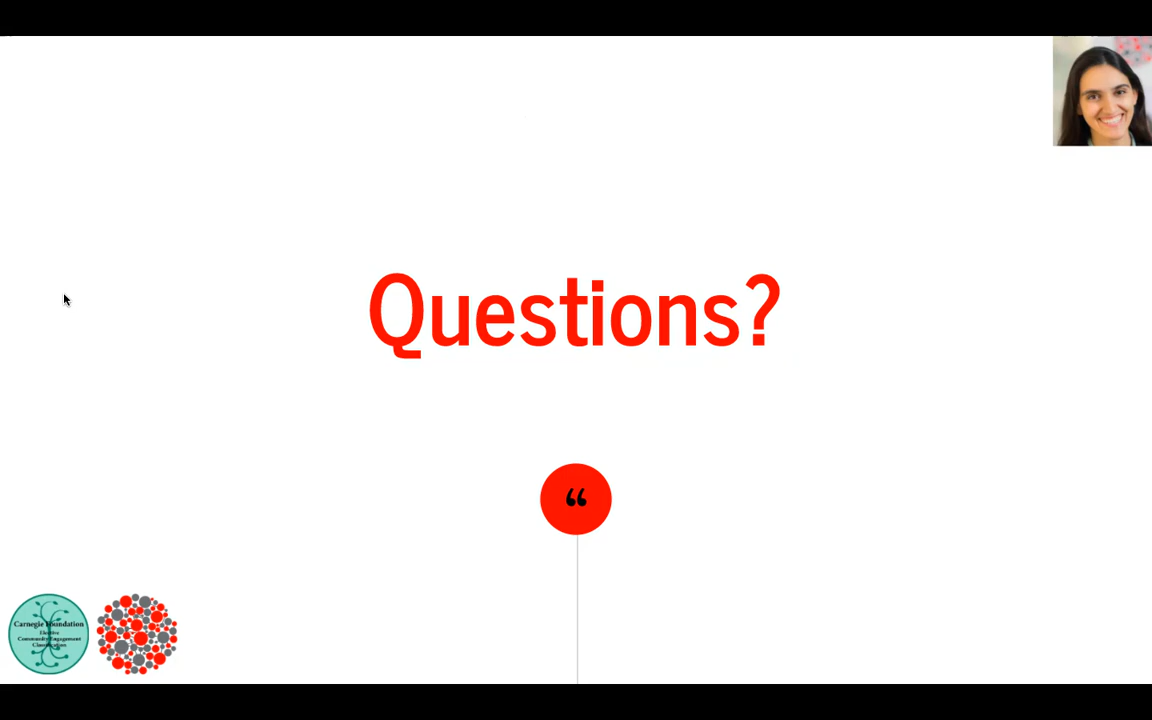 Questions?
“
Carnegie Foundation
Elective
Community Engagement
Classification